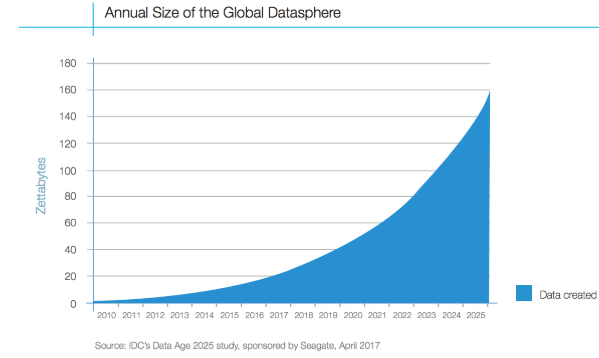 Annual Size of the Global Datasphere
Zettabytes
180
160
140
120
100
80
60
40
20
0
2010 2011 2012 2013 2014 2015 2016 2017 2018 2019 2020 2021 2022 2023 2024 2025
Data created
Source: IDC's Data Age 2025 study, sponsored by Seagate, April 2017